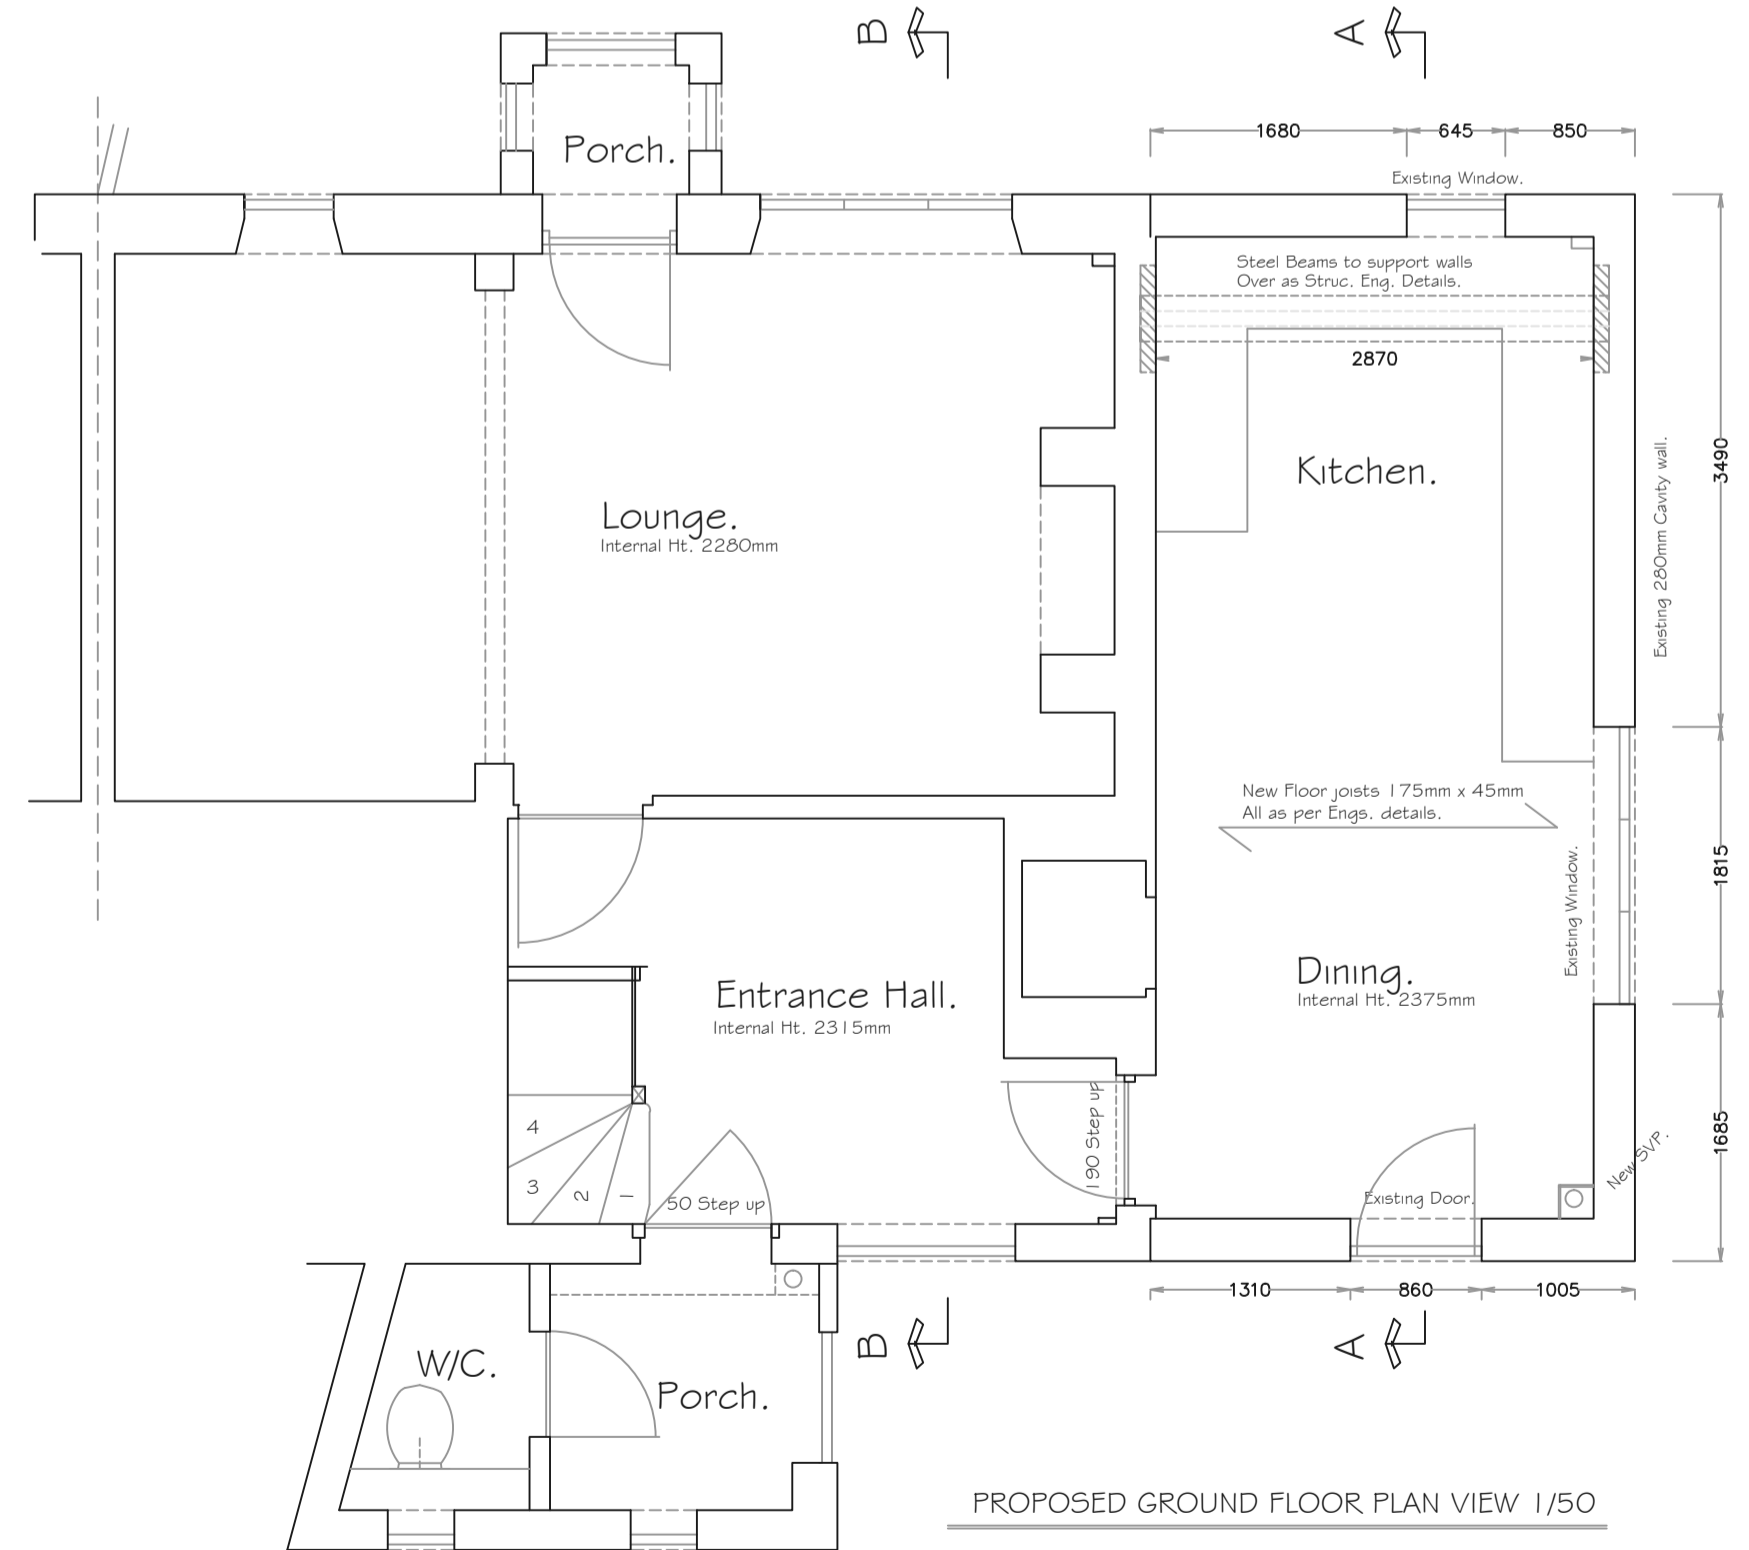 B
A
1680
645
850
Porch.
Existing Window.
Steel Beams to support walls
Over as Struc. Eng. Details.
2870
Kitchen.
3490
Existing 280mm Cavity wall.
Lounge.
Internal Ht. 2280mm
New Floor joists 175mm x 45mm
All as per Engs. details.
Existing Window.
1815
Entrance Hall.
Internal Ht. 2315mm
Dining.
Internal Ht. 2375mm
190 Step up
4
3
2
1
50 Step up
Existing Door.
New SVP.
1685
1310
860
1005
B
A
W/C.
Porch.
PROPOSED GROUND FLOOR PLAN VIEW 1/50